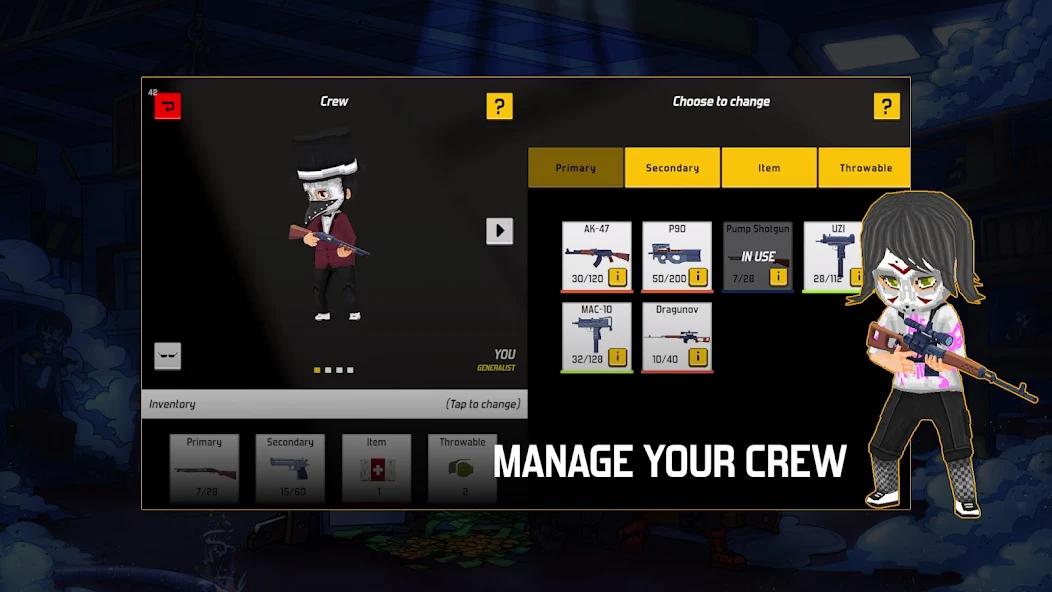 42
Crew
?
Choose to change
?
Primary
Secondary
Item
Throwable
AK-47
30/120
i
P90
50/200
i
Pump Shotgun
IN USE
7/28
i
UZI
28/112
i
MAC-10
32/128
i
Dragunov
10/40
i
YOU
GENERALIST
Inventory
(Tap to change)
Primary
7/28
Secondary
15/60
Item
1
Throwable
2
MANAGE YOUR CREW